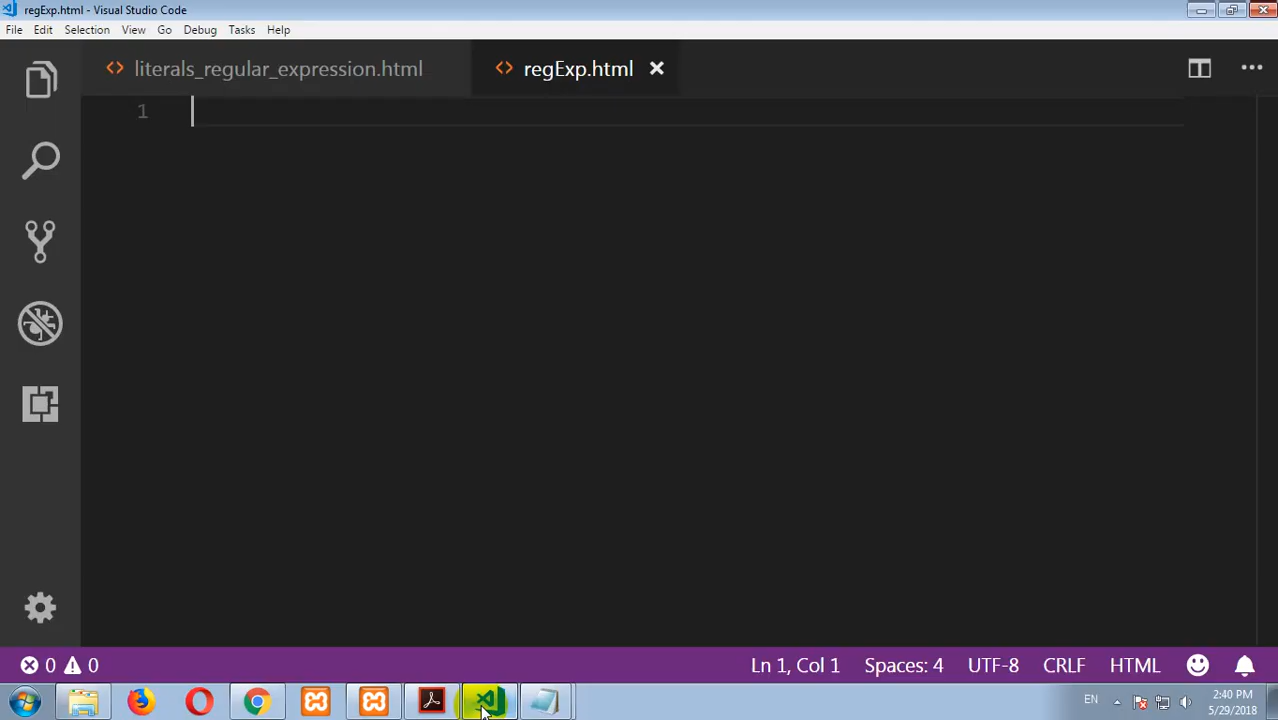 regExp.html - Visual Studio Code
File Edit Selection View Go Debug Tasks Help
literals_regular_expression.html regExp.html
1
0 0 Ln 1, Col 1 Spaces: 4 UTF-8 CRLF HTML
EN 2:40 PM
5/29/2018